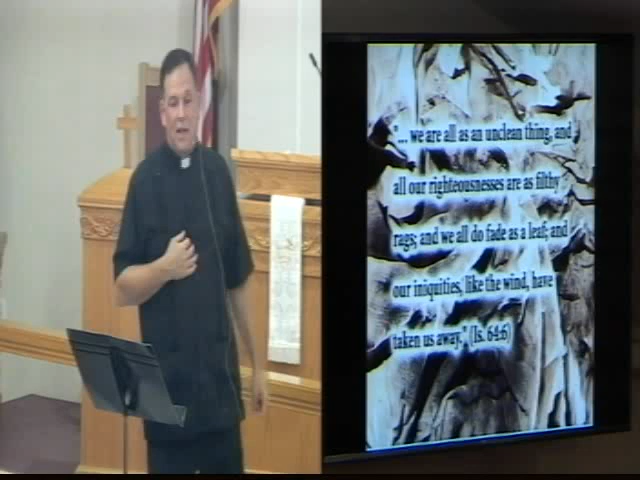 "... we are all as an unclean thing, and
all our righteousnesses are as filthy
rags; and we all do fade as a leaf; and
our iniquities, like the wind, have
taken us away." (Is. 64:6)